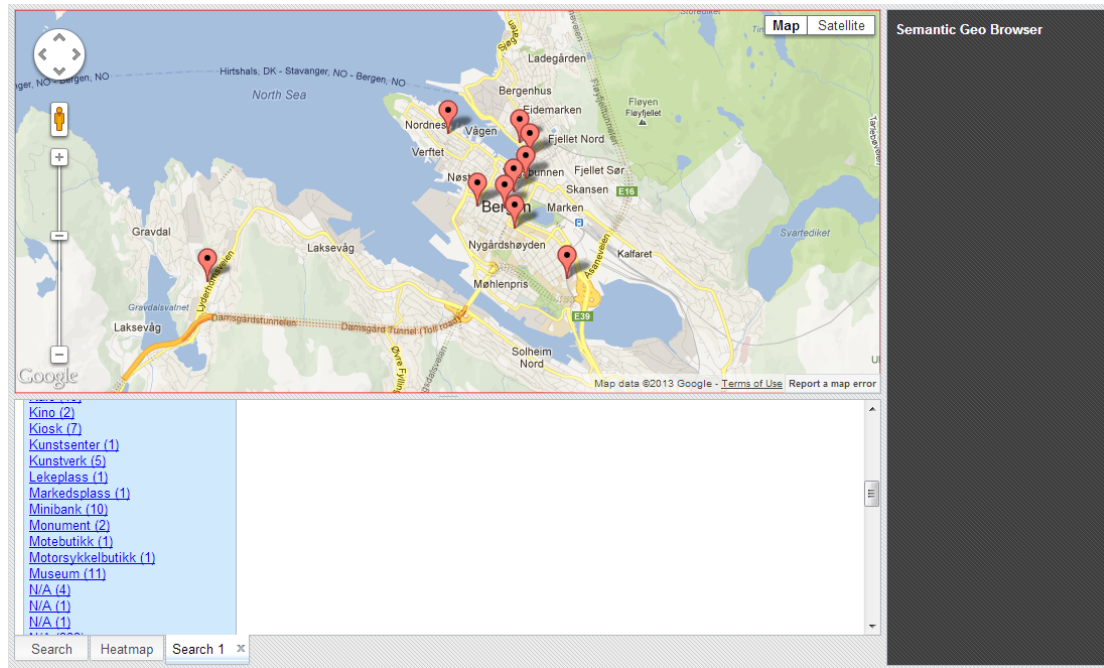 Map Satellite
Semantic Geo Browser
Ladegården
Hirtshals, DK - Stavanger, NO - Bergen, NO
NO - Bergen, NO
North Sea
Bergenhus
Fløyen
Fløyfjellet
Fløyfjelltunnelen
Eidemarken
Nordnes
Vågen
Fjellet Nord
Verftet
Fjellet Sør
Skansen
E16
Marken
Gravdal
Svartediket
Laksevåg
Nygårdshøyden
Kalfaret
Åsaneveien
Lyderhornsveien
Møhlenpris
Gravdalsvatnet
Damsgårdstunnelen
Damsgård Tunnel (Toll road)
Laksevåg
E39
Solheim
Nord
Google
Map data ©2013 Google - Terms of Use Report a map error
Kino (2)
Kiosk (7)
Kunstsenter (1)
Kunstverk (5)
Lekeplass (1)
Markedsplass (1)
Minibank (10)
Monument (2)
Motebutikk (1)
Motorsykkelbutikk (1)
Museum (11)
N/A (4)
N/A (1)
N/A (1)
Search Heatmap Search 1 x